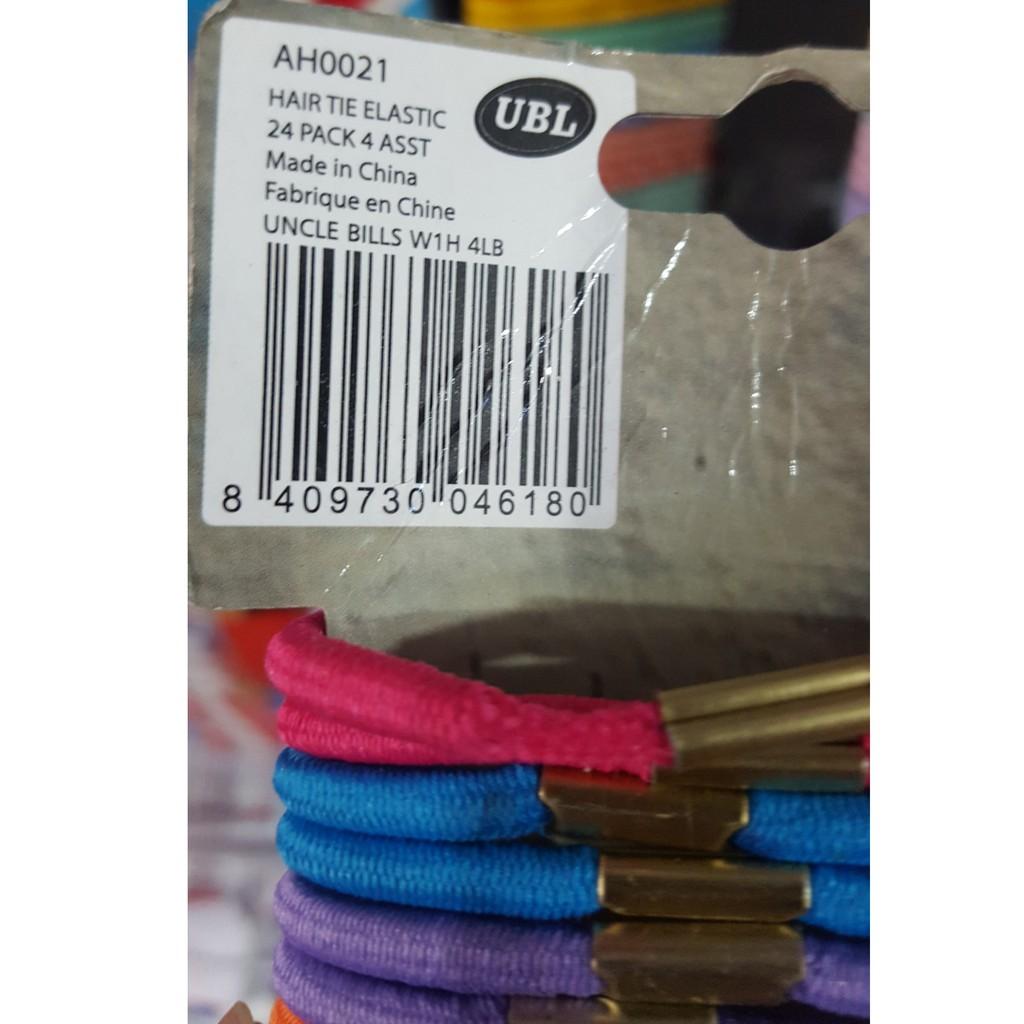 AH0021
UBL
HAIR TIE ELASTIC
24 PACK 4 ASST
Made in China
Fabrique en Chine
UNCLE BILLS W1H 4LB
8 409730 046180